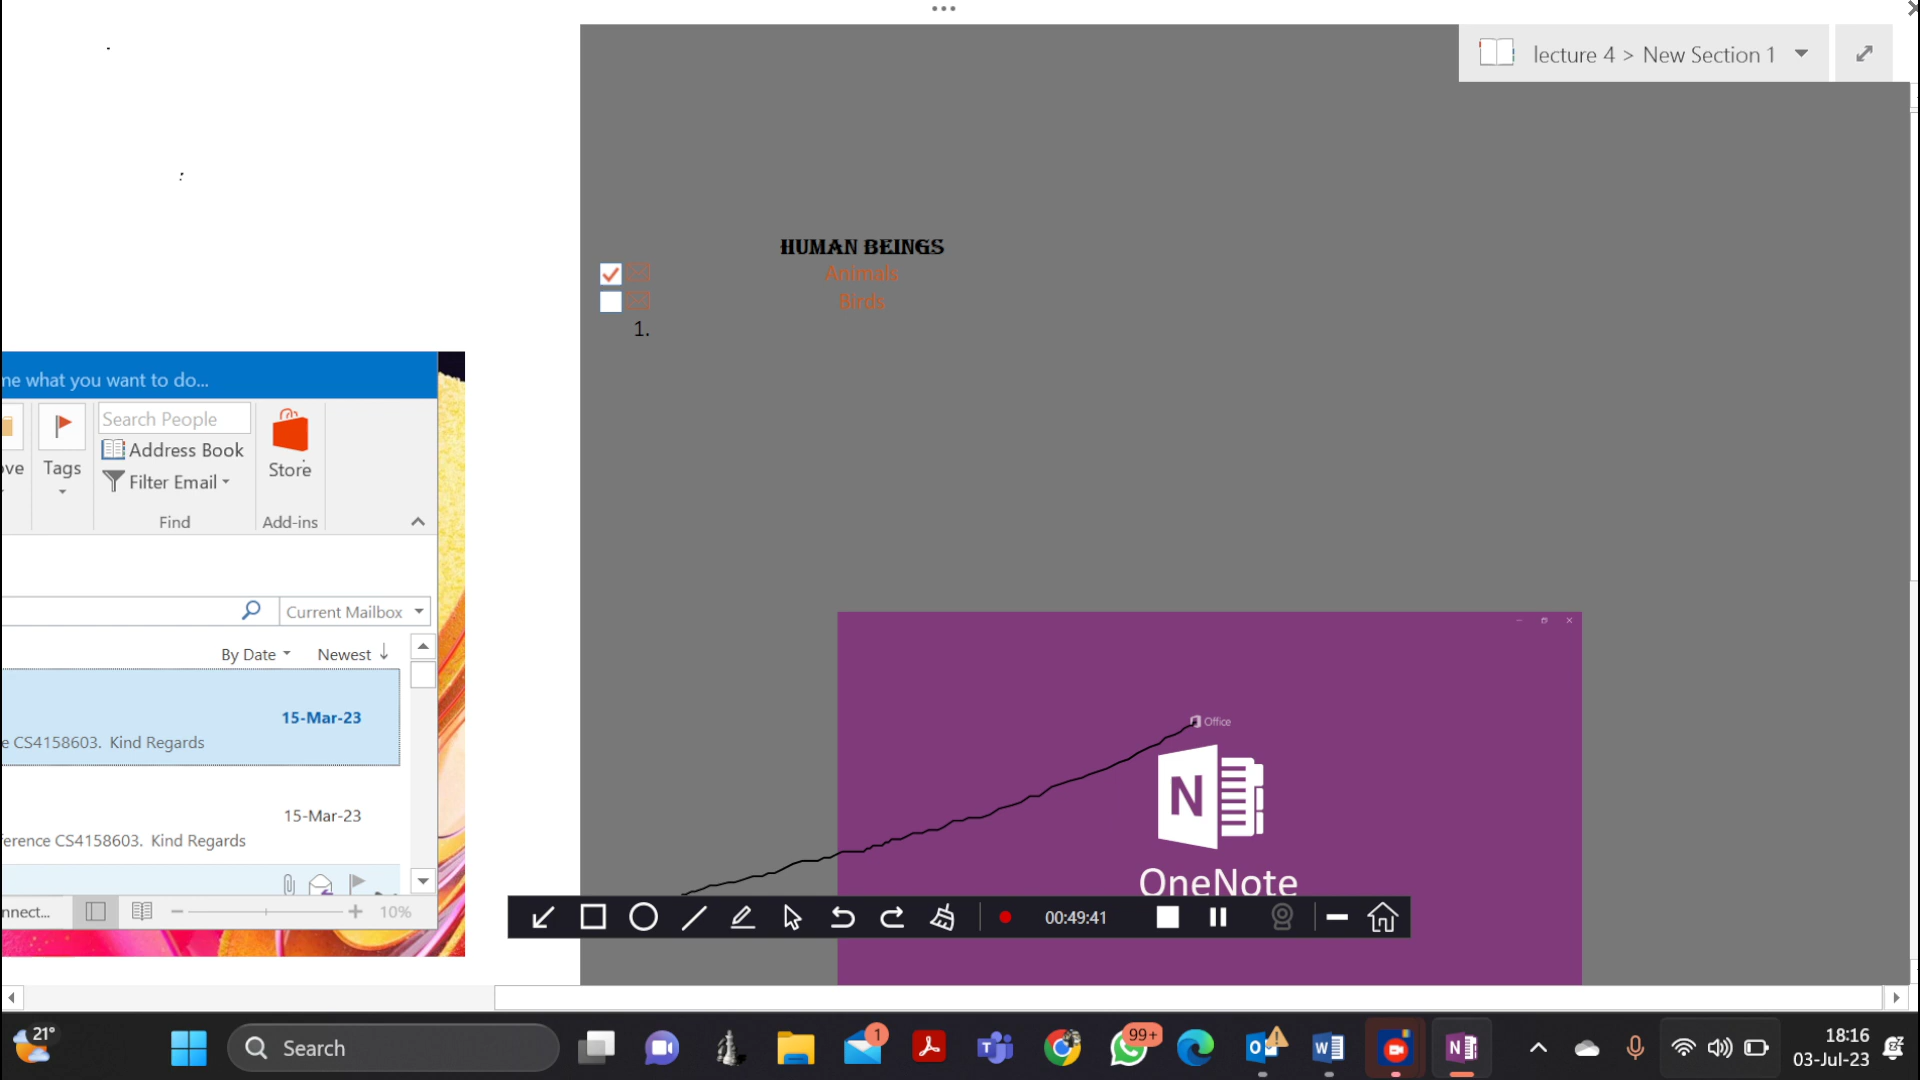 lecture 4 > New Section 1
HUMAN BEINGS
Animals
Birds
1.
me what you want to do...
Search People
Address Book
Filter Email
Tags
Store
Find
Add-ins
Current Mailbox
By Date
Newest
15-Mar-23
e CS4158603. Kind Regards
15-Mar-23
erence CS4158603. Kind Regards
nnect...
10%
Office
N
OneNote
00:49:41
21°
Search
1
99+
18:16
03-Jul-23